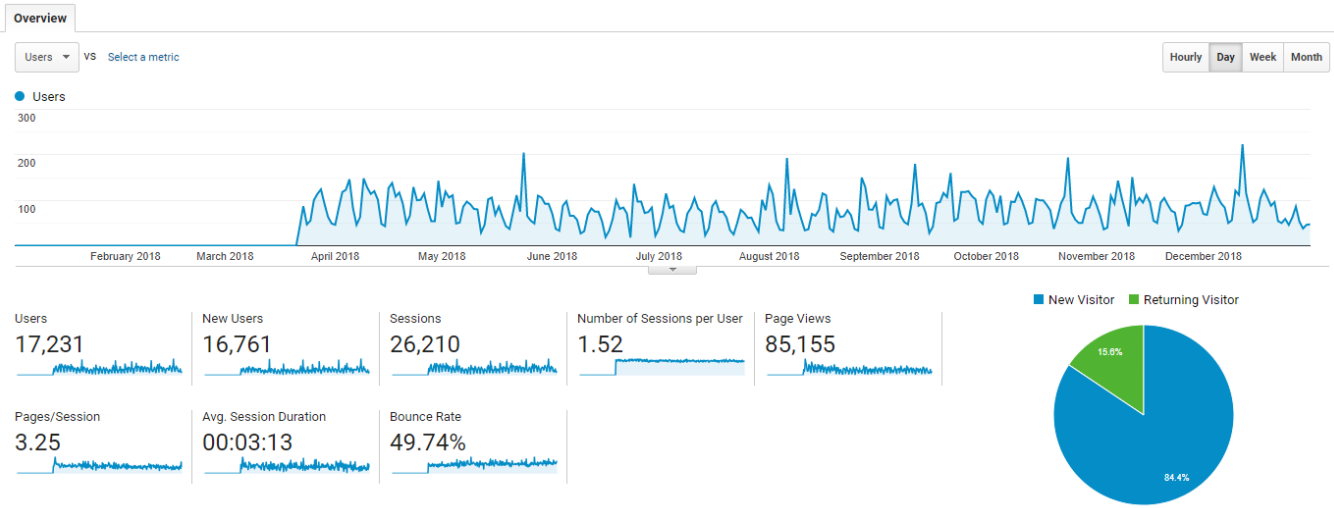 Overview
Users VS Select a metric Hourly Day Week Month
Users
300
200
100
February 2018 March 2018 April 2018 May 2018 June 2018 July 2018 August 2018 September 2018 October 2018 November 2018 December 2018
New Visitor Returning Visitor
Users New Users Sessions Number of Sessions per User Page Views
17,231 16,761 26,210 1.52 85,155
15.6%
Pages/Session Avg. Session Duration Bounce Rate
3.25 00:03:13 49.74%
84.4%